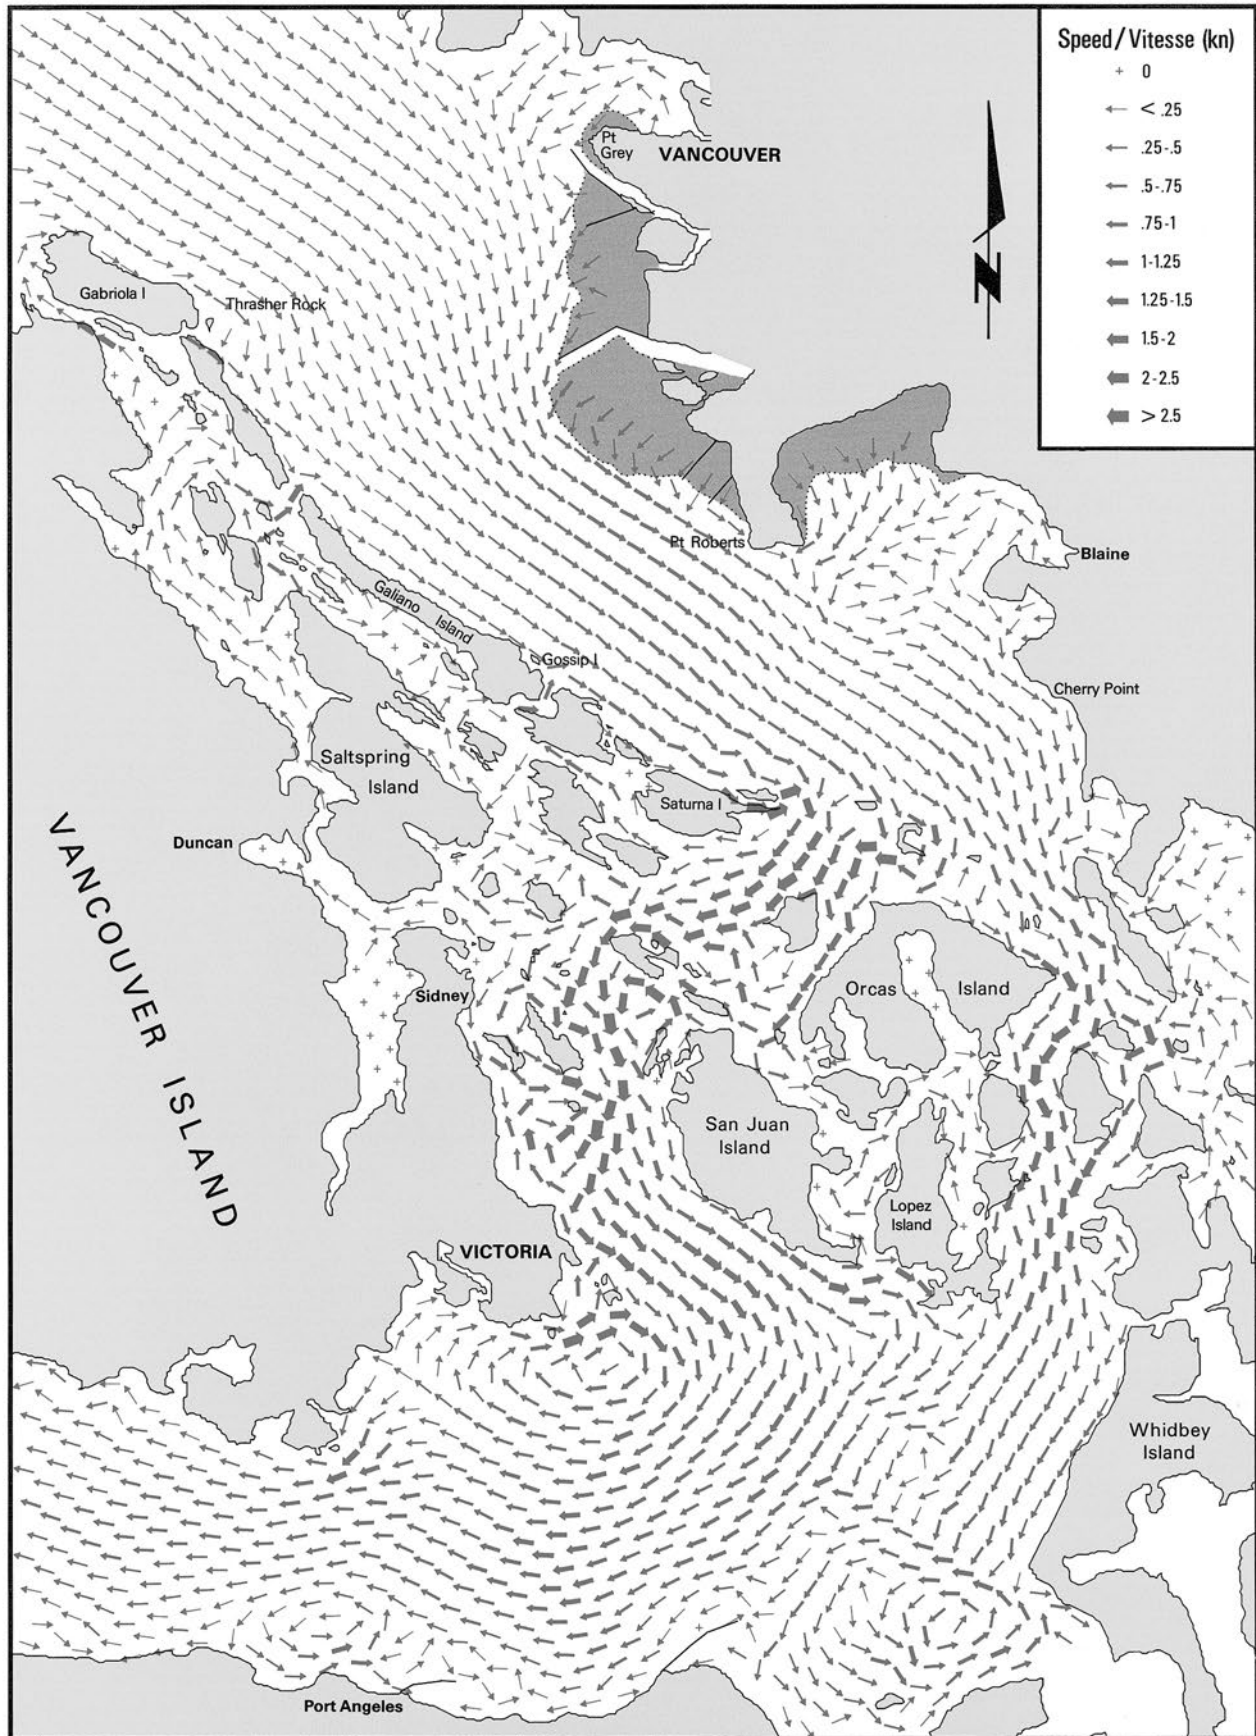 Speed/Vitesse (kn)
0
< .25
.25-.5
.5-.75
.75-1
1-1.25
1.25-1.5
1.5-2
2-2.5
> 2.5
N
Pt
Grey
VANCOUVER
Gabriola I
Thrasher Rock
Pt Roberts
Blaine
Galiano
Island
Gossip I
Cherry Point
Saltspring
Island
Saturna I
Duncan
VANCOUVER ISLAND
Sidney
Orcas
Island
San Juan
Island
Lopez
Island
VICTORIA
Whidbey
Island
Port Angeles